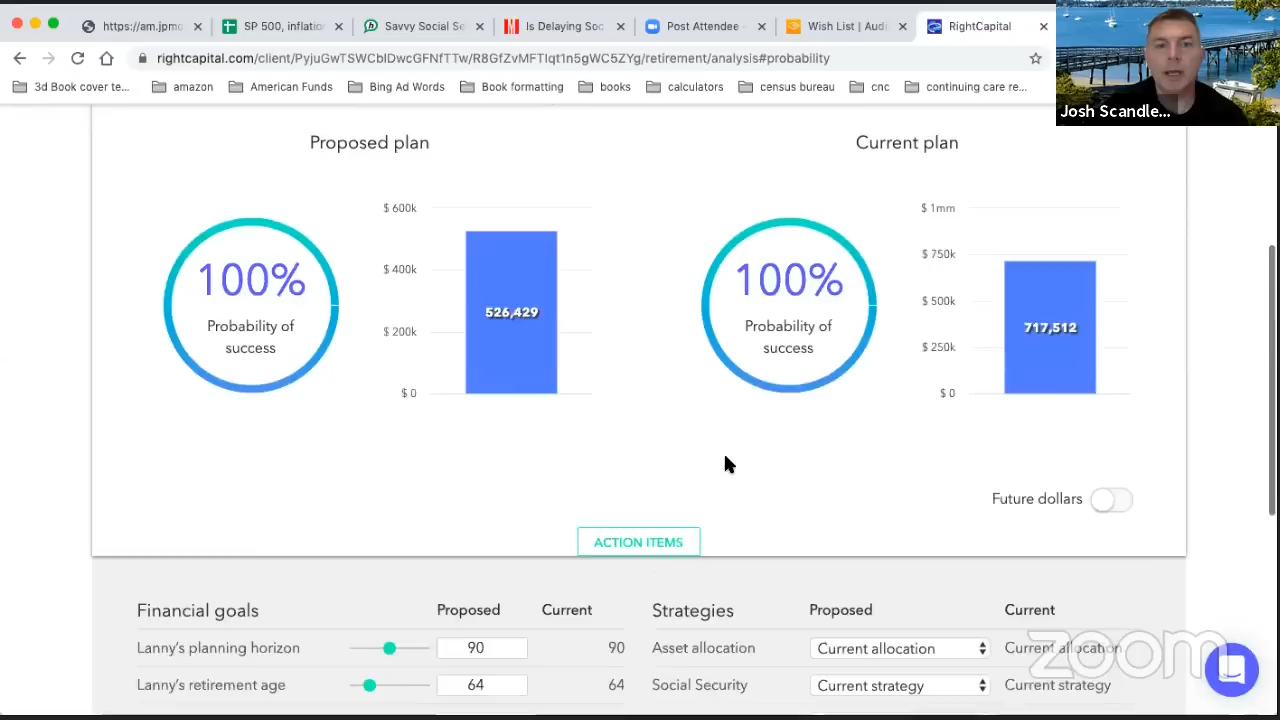 https://am.jpmo
SP 500, inflatio
Savvy Social Se
Is Delaying Soc
Post Attendee -
Wish List | Audi
RightCapital
rightcapital.com/client/PyjuGwTSWCbIDwcGFNfTTw/R8GfZvMFTlqt1n5gWC5ZYg/retirement/analysis#probability
3d Book cover te...
amazon
American Funds
Bing Ad Words
Book formatting
books
calculators
census bureau
cnc
continuing care re...
Josh Scandle...
Proposed plan
Current plan
100%
Probability of
success
$ 600k
$ 400k
$ 200k
$ 0
526,429
100%
Probability of
success
$ 1mm
$ 750k
$ 500k
$ 250k
$ 0
717,512
Future dollars
ACTION ITEMS
Financial goals Proposed Current
Strategies Proposed Current
Lanny's planning horizon 90 90
Asset allocation Current allocation Current allocation
Lanny's retirement age 64 64
Social Security Current strategy Current strategy
zoom